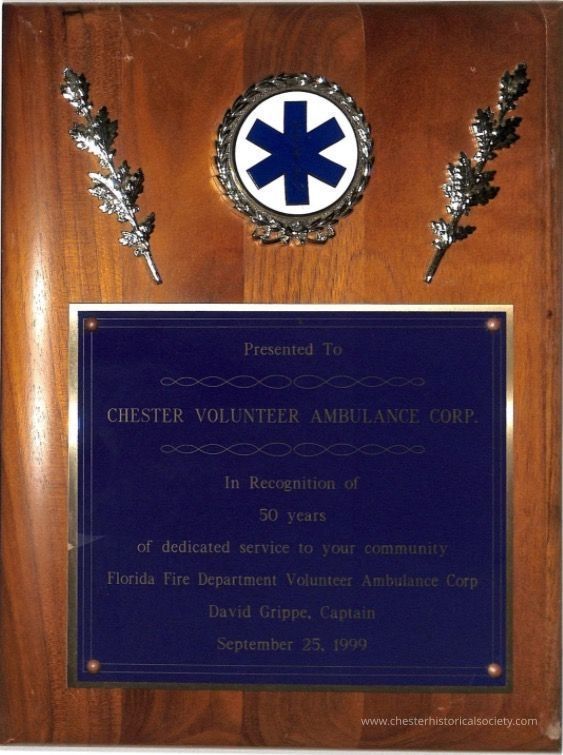 Presented To
CHESTER VOLUNTEER AMBULANCE CORP.
In Recognition of
50 years
of dedicated service to your community
Florida Fire Department Volunteer Ambulance Corp
David Grippe, Captain
September 25, 1999
www.chesterhistoricalsociety.com